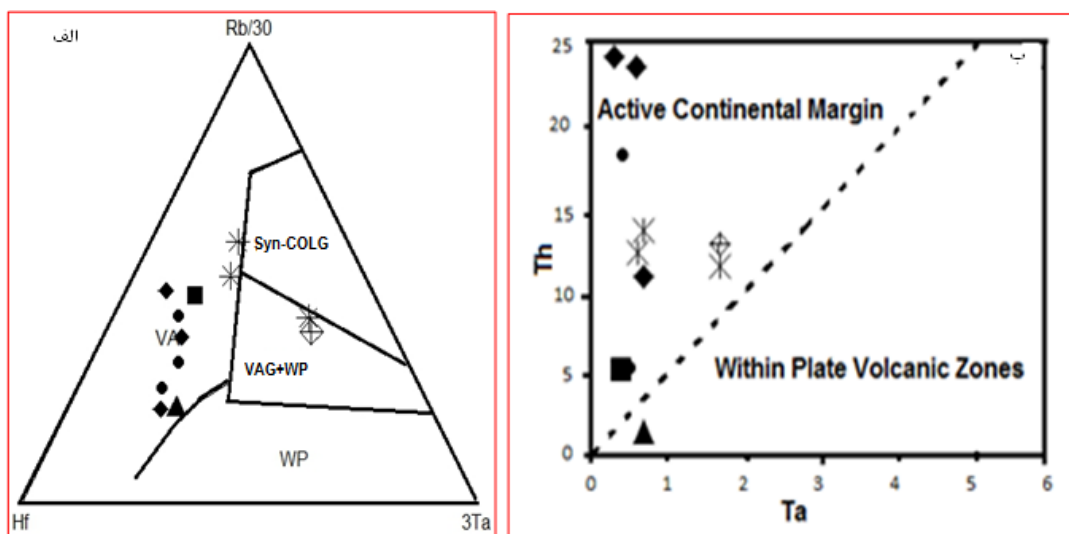 الف
Rb/30
Syn-COLG
VA
VAG+WP
WP
Hf
3Ta
ب
25
Active Continental Margin
20
15
Th
10
Within Plate Volcanic Zones
5
0
0 1 2 3 4 5 6
Ta